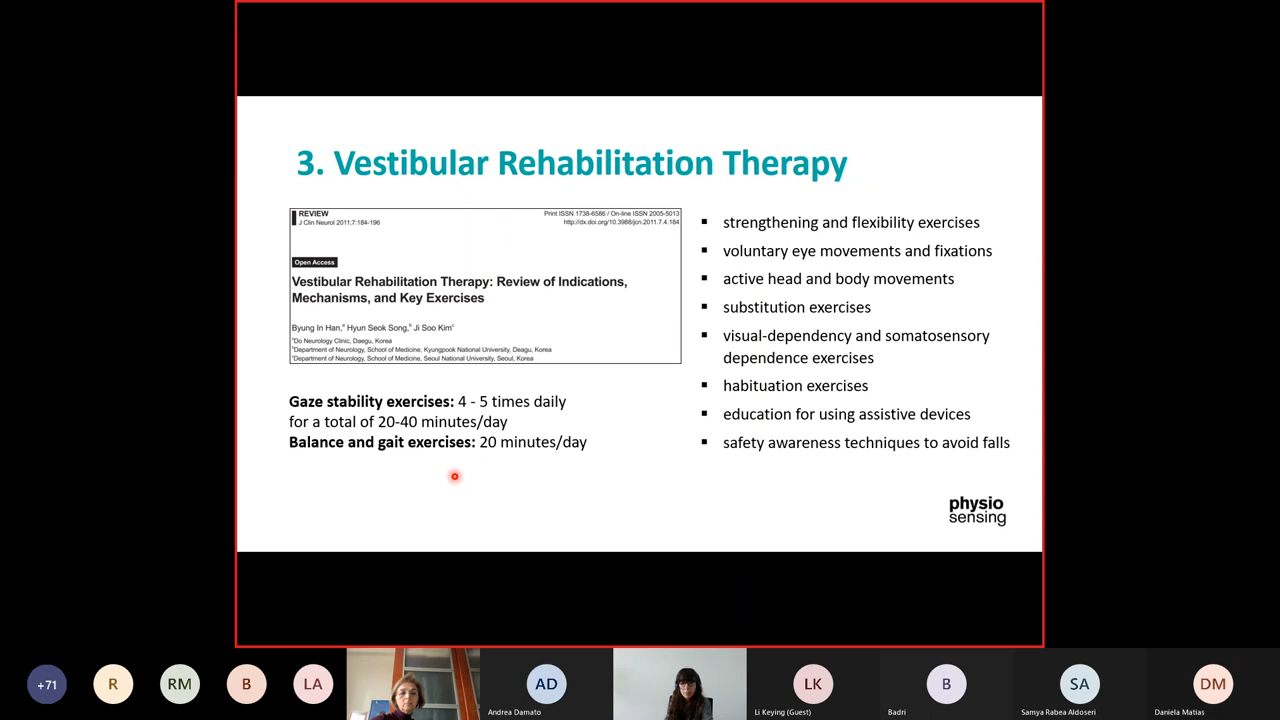 3. Vestibular Rehabilitation Therapy
REVIEW
J Clin Neurol 2011;7:184-196
Print ISSN 1738-6586 / On-line ISSN 2005-5013
http://dx.doi.org/10.3988/jcn.2011.7.4.184
Open Access
Vestibular Rehabilitation Therapy: Review of Indications,
Mechanisms, and Key Exercises
Byung In Han,a Hyun Seok Song,b Ji Soo Kimc
aDo Neurology Clinic, Daegu, Korea
bDepartment of Neurology, School of Medicine, Kyungpook National University, Deagu, Korea
cDepartment of Neurology, School of Medicine, Seoul National University, Seoul, Korea
Gaze stability exercises: 4 - 5 times daily
for a total of 20-40 minutes/day
Balance and gait exercises: 20 minutes/day
▪ strengthening and flexibility exercises
▪ voluntary eye movements and fixations
▪ active head and body movements
▪ substitution exercises
▪ visual-dependency and somatosensory
dependence exercises
▪ habituation exercises
▪ education for using assistive devices
▪ safety awareness techniques to avoid falls
physio
sensing
+71
R
RM
B
LA
AD
Andrea Damato
LK
Li Keying (Guest)
B
Badri
SA
Samya Rabea Aldoseri
DM
Daniela Matias